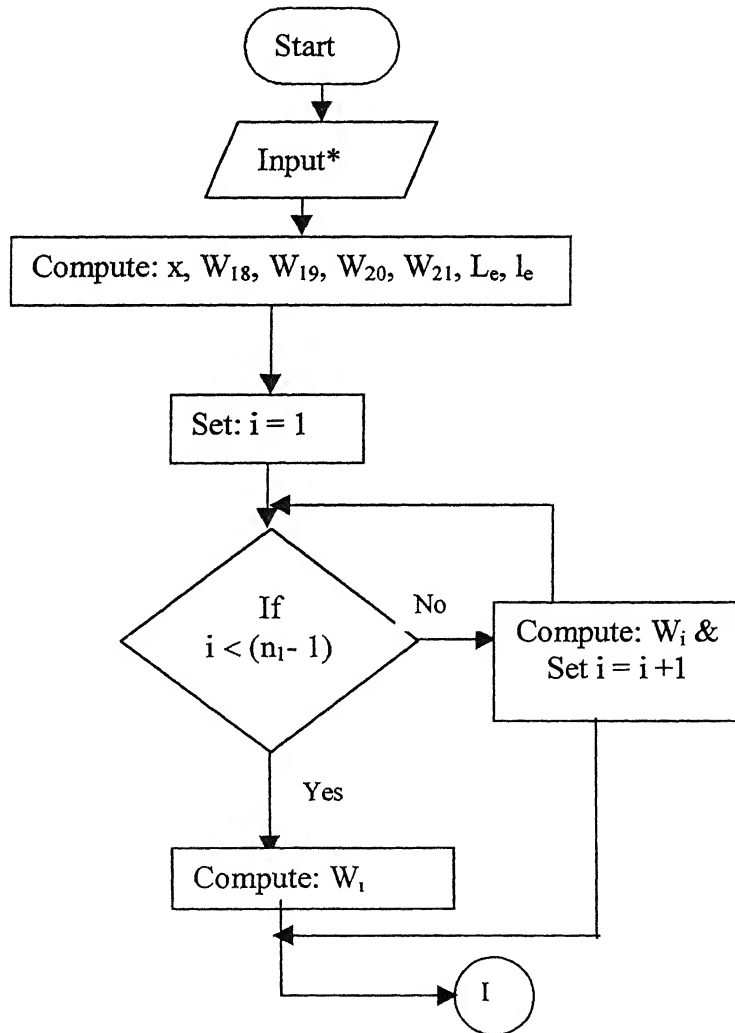 Start
Input*
Compute: x, W₁₈, W₁₉, W₂₀, W₂₁, Lₑ, lₑ
Set: i = 1
If
i < (n₁- 1)
No
Compute: Wᵢ &
Set i = i +1
Yes
Compute: Wᵢ
I